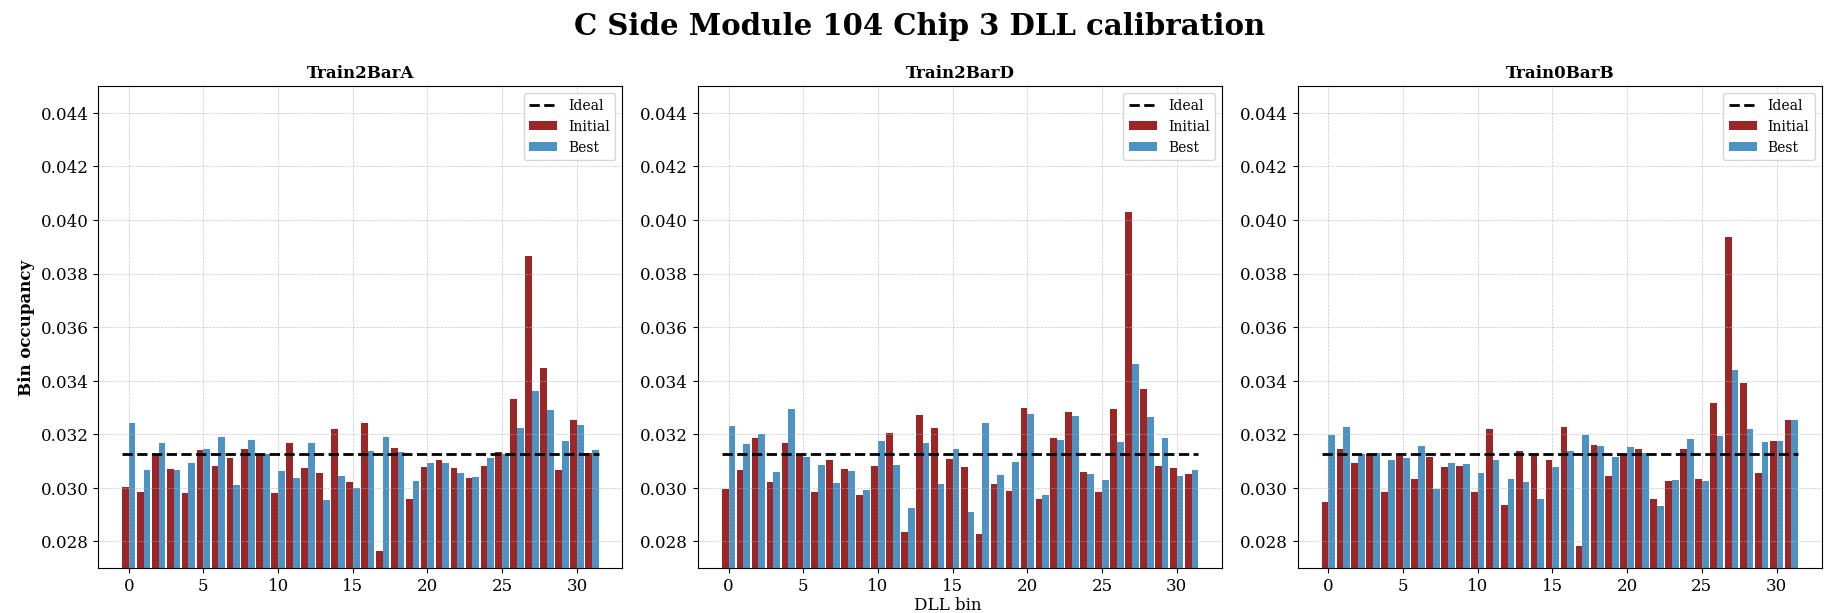 C Side Module 104 Chip 3 DLL calibration
Train2BarA
Train2BarD
Train0BarB
Bin occupancy
0.044
0.042
0.040
0.038
0.036
0.034
0.032
0.030
0.028
0 5 10 15 20 25 30
Ideal
Initial
Best
0.044
0.042
0.040
0.038
0.036
0.034
0.032
0.030
0.028
0 5 10 15 20 25 30
Ideal
Initial
Best
DLL bin
0.044
0.042
0.040
0.038
0.036
0.034
0.032
0.030
0.028
0 5 10 15 20 25 30
Ideal
Initial
Best